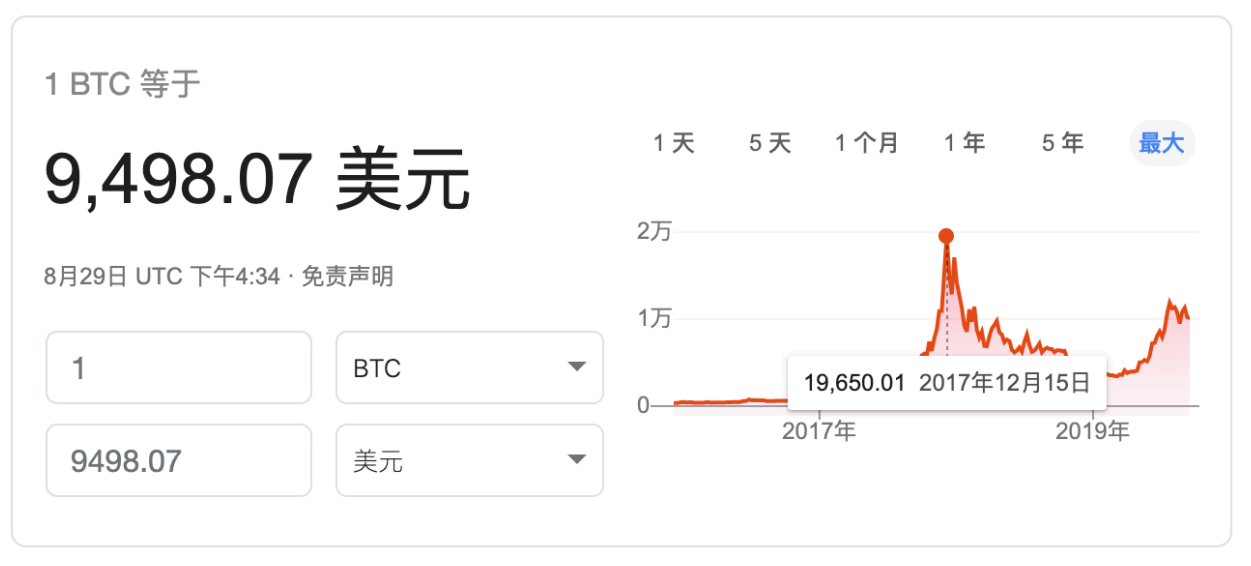 1 BTC 等于
9,498.07 美元
8月29日 UTC 下午4:34 · 免责声明
1
BTC
9498.07
美元
1 天 5 天 1 个月 1 年 5 年 最大
2万
1万
0
19,650.01 2017年12月15日
2017年 2019年